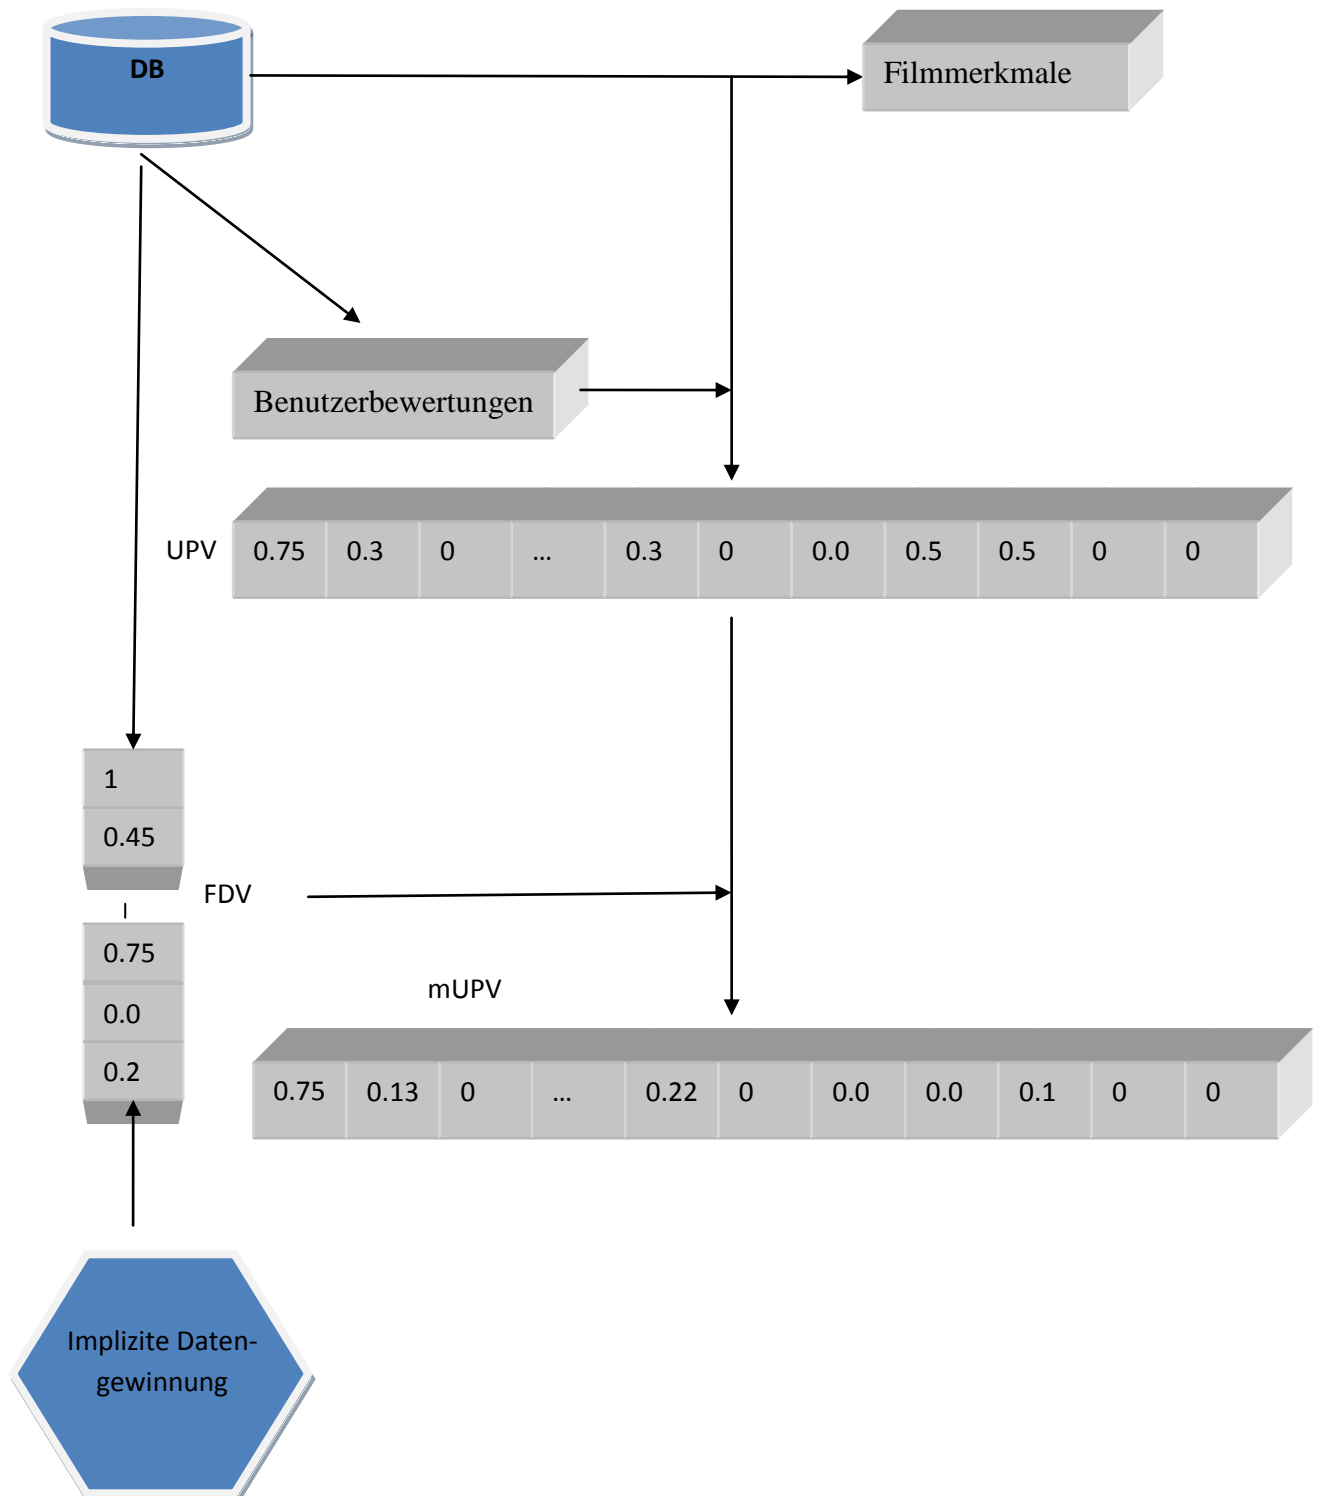 DB
Filmmerkmale
Benutzerbewertungen
UPV 0.75 0.3 0 ... 0.3 0 0.0 0.5 0.5 0 0
1
0.45
FDV
0.75
0.0
0.2
mUPV
0.75 0.13 0 ... 0.22 0 0.0 0.0 0.1 0 0
Implizite Daten-
gewinnung